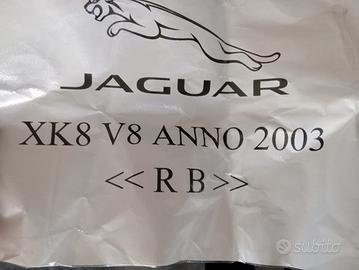 JAGUAR
XK8 V8 ANNO 2003
<< R B >>
subito